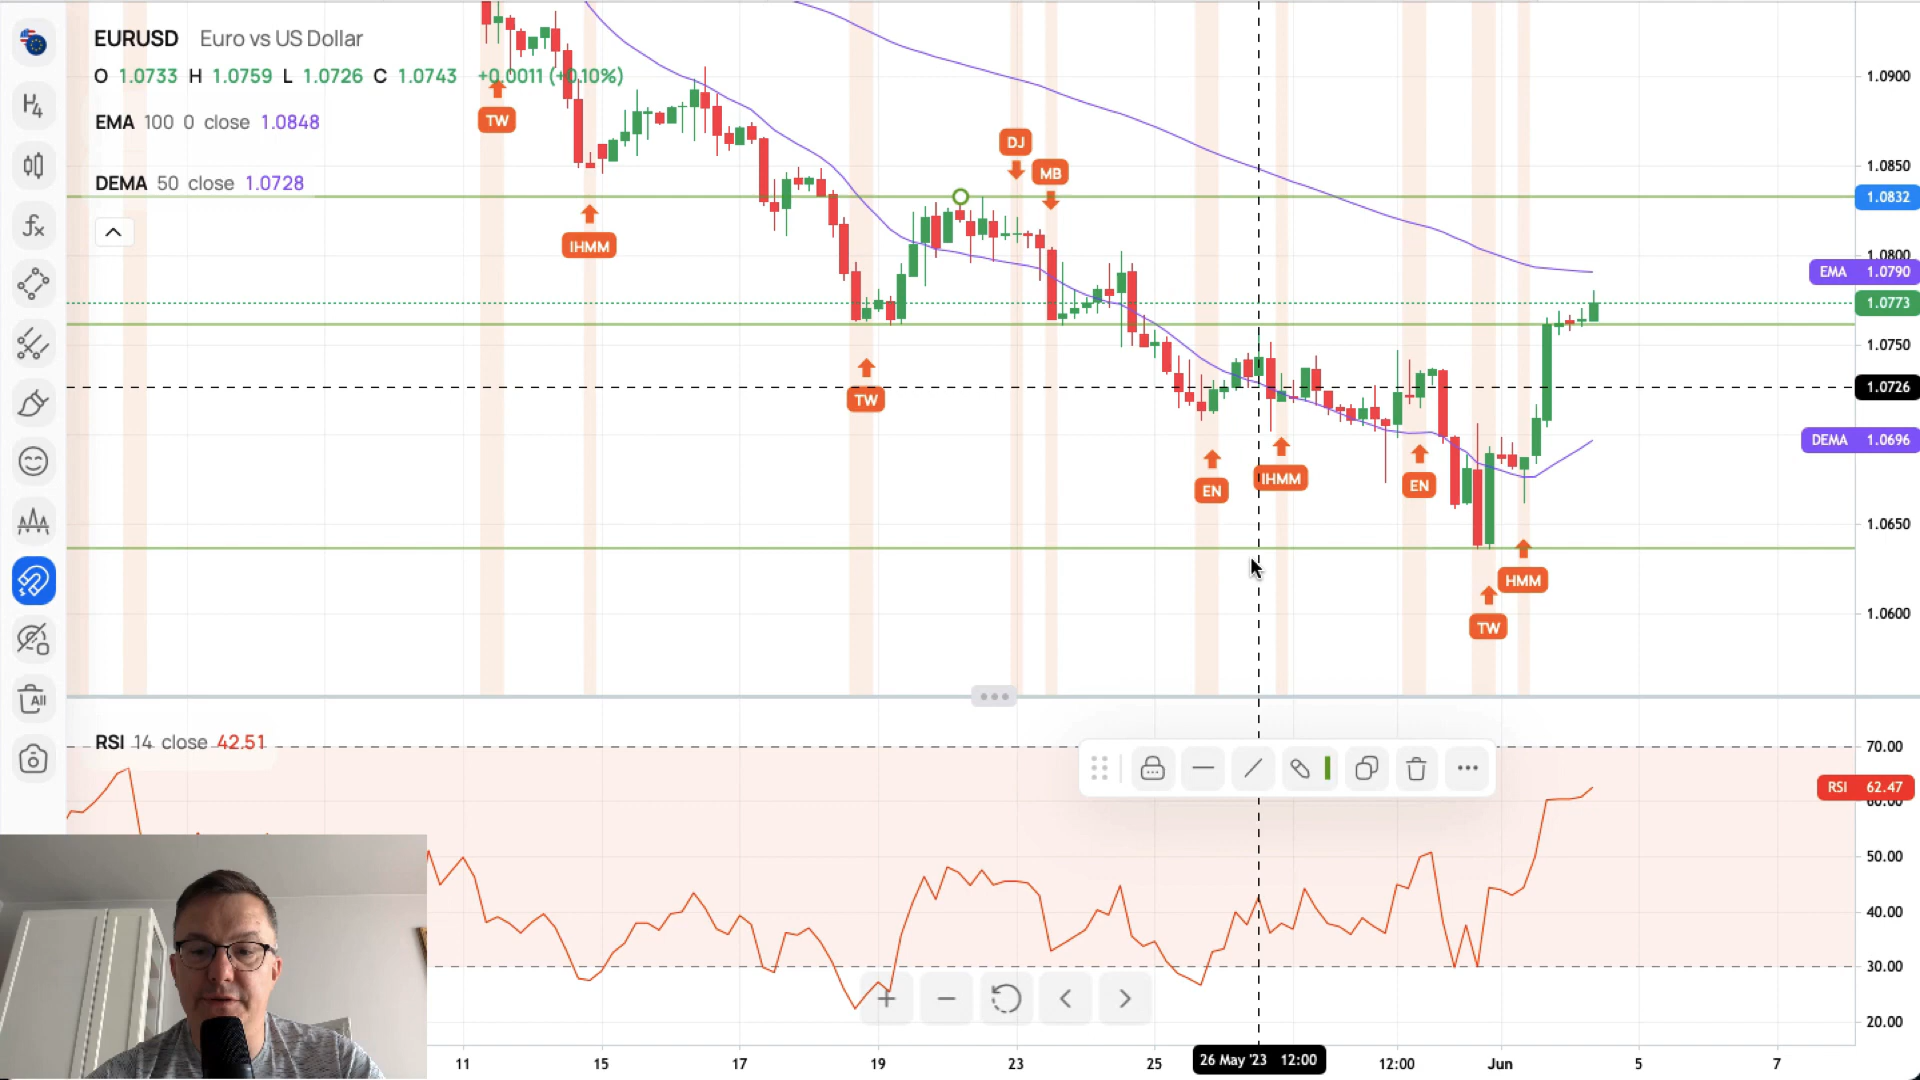 EURUSD Euro vs US Dollar
O 1.0733 H 1.0759 L 1.0726 C 1.0743 +0.0011 (+0.10%)
EMA 100 0 close 1.0848
DEMA 50 close 1.0728
H4
fx
All
TW
IHMM
TW
DJ
MB
EN
IHMM
EN
TW
HMM
1.0900
1.0850
1.0832
1.0800
EMA 1.0790
1.0773
1.0750
1.0726
DEMA 1.0696
1.0650
1.0600
RSI 14 close 42.51
70.00
RSI 62.47
60.00
50.00
40.00
30.00
20.00
11 15 17 19 23 25 26 May '23 12:00 12:00 Jun 5 7